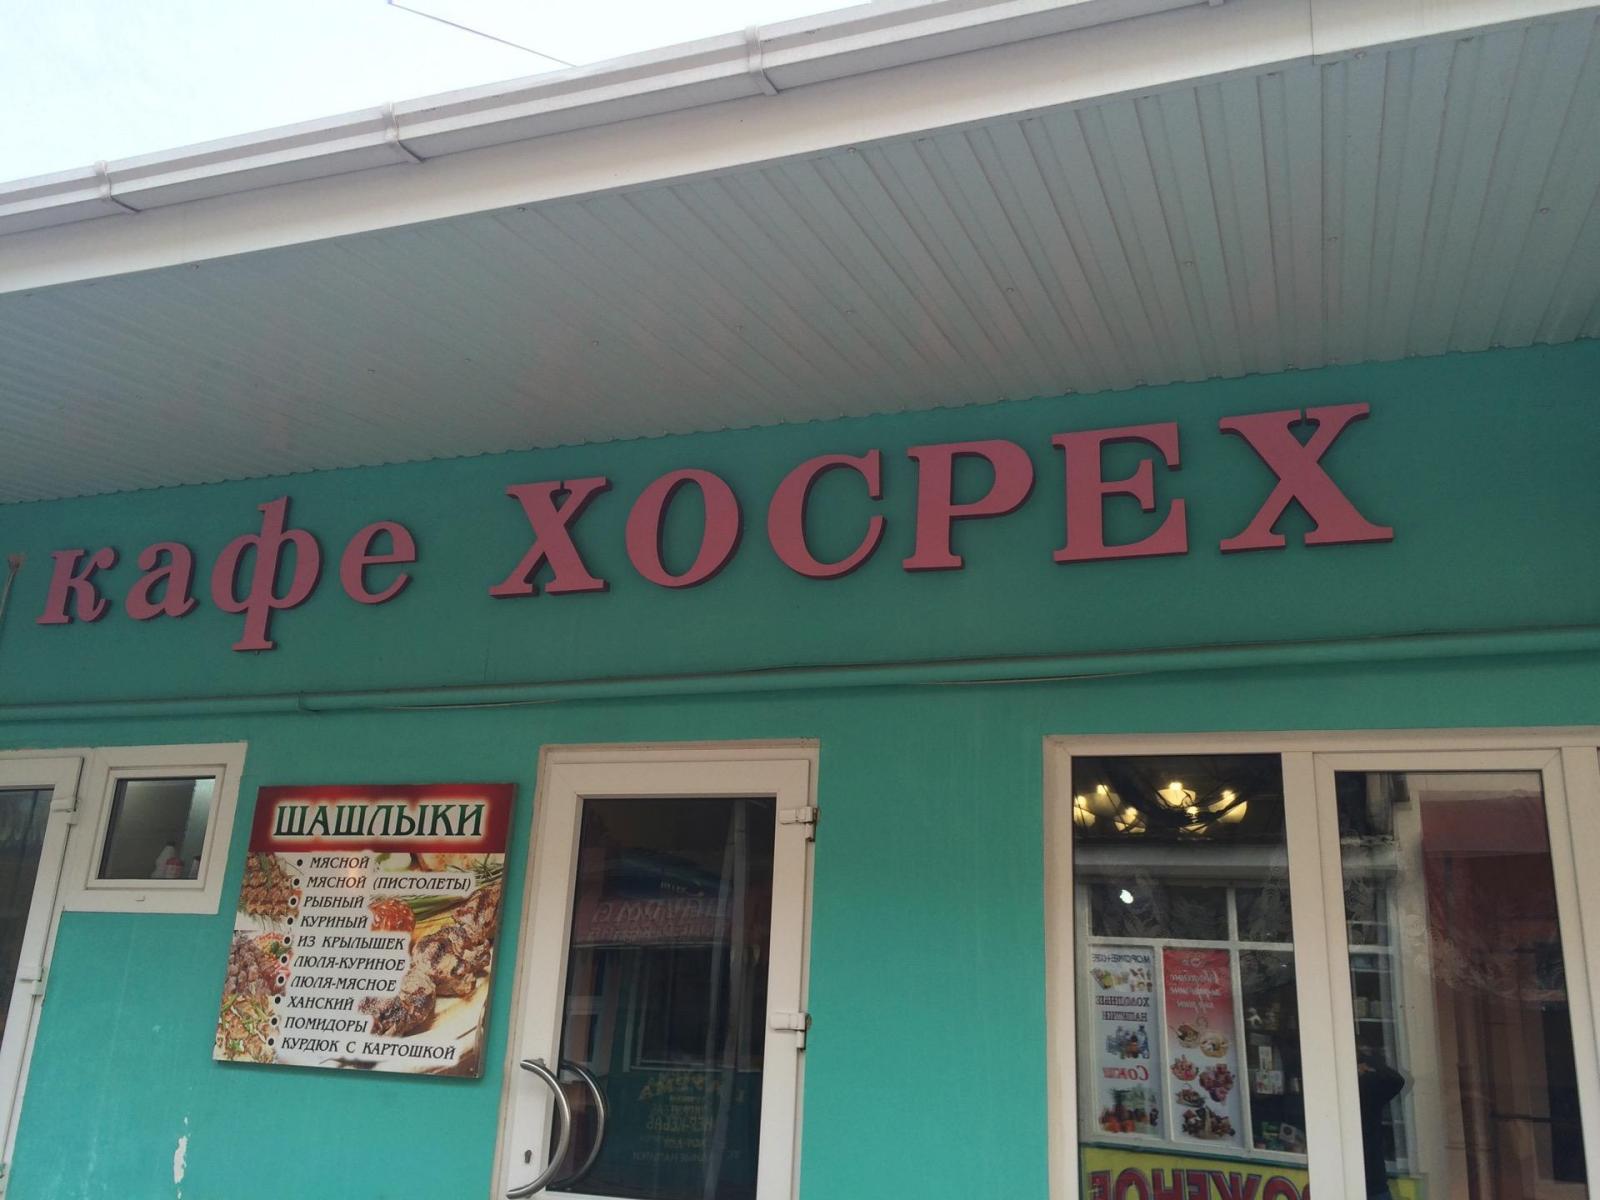 кафе ХОСРЕХ
ШАШЛЫКИ
• МЯСНОЙ
• МЯСНОЙ (ПИСТОЛЕТЫ)
• РЫБНЫЙ
• КУРИНЫЙ
• ИЗ КРЫЛЫШЕК
• ЛЮЛЯ-КУРИНОЕ
• ЛЮЛЯ-МЯСНОЕ
• ХАНСКИЙ
• ПОМИДОРЫ
• КУРДЮК С КАРТОШКОЙ
ХОЛОДНЫЕ
НАПИТКИ
Соки